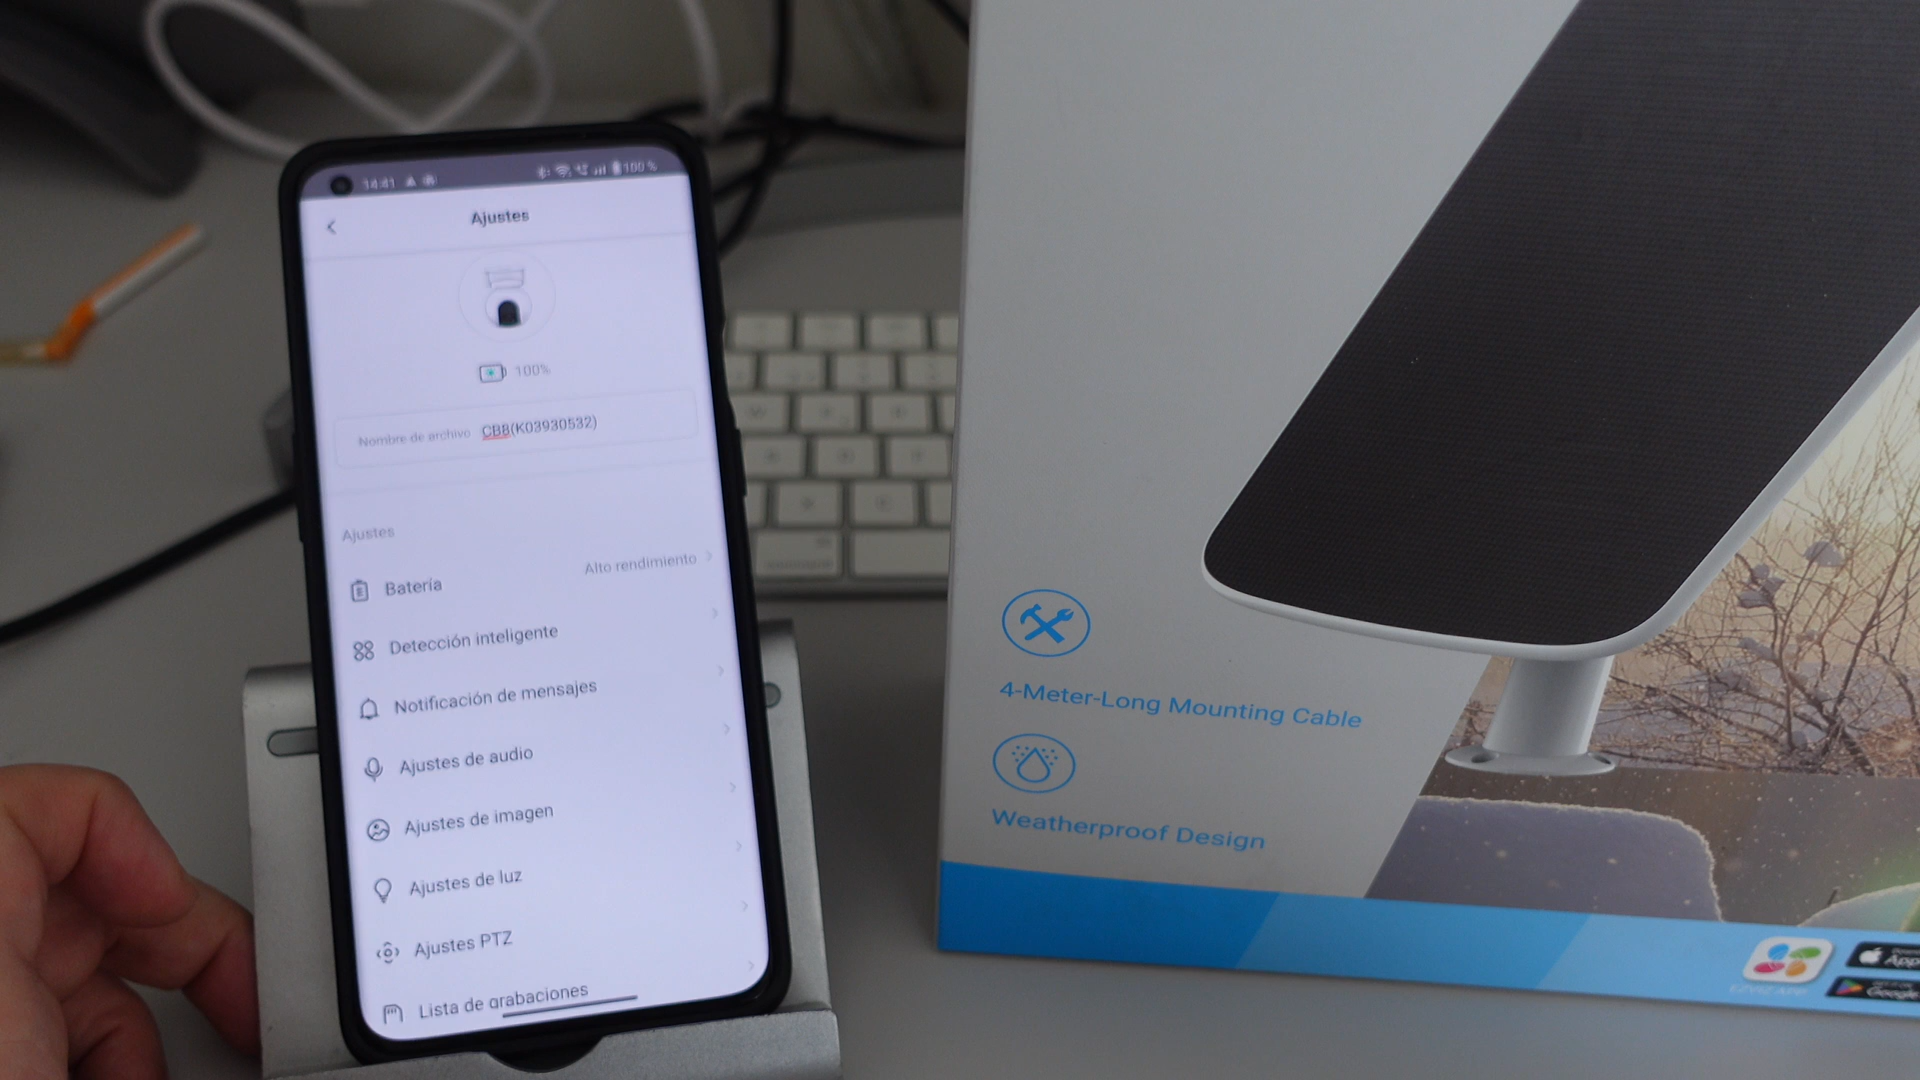 14:41
100 %
Ajustes
100%
Nombre de archivo CB8(K03930532)
Ajustes
Batería
Alto rendimiento
Detección inteligente
Notificación de mensajes
Ajustes de audio
Ajustes de imagen
Ajustes de luz
Ajustes PTZ
Lista de grabaciones
4-Meter-Long Mounting Cable
Weatherproof Design